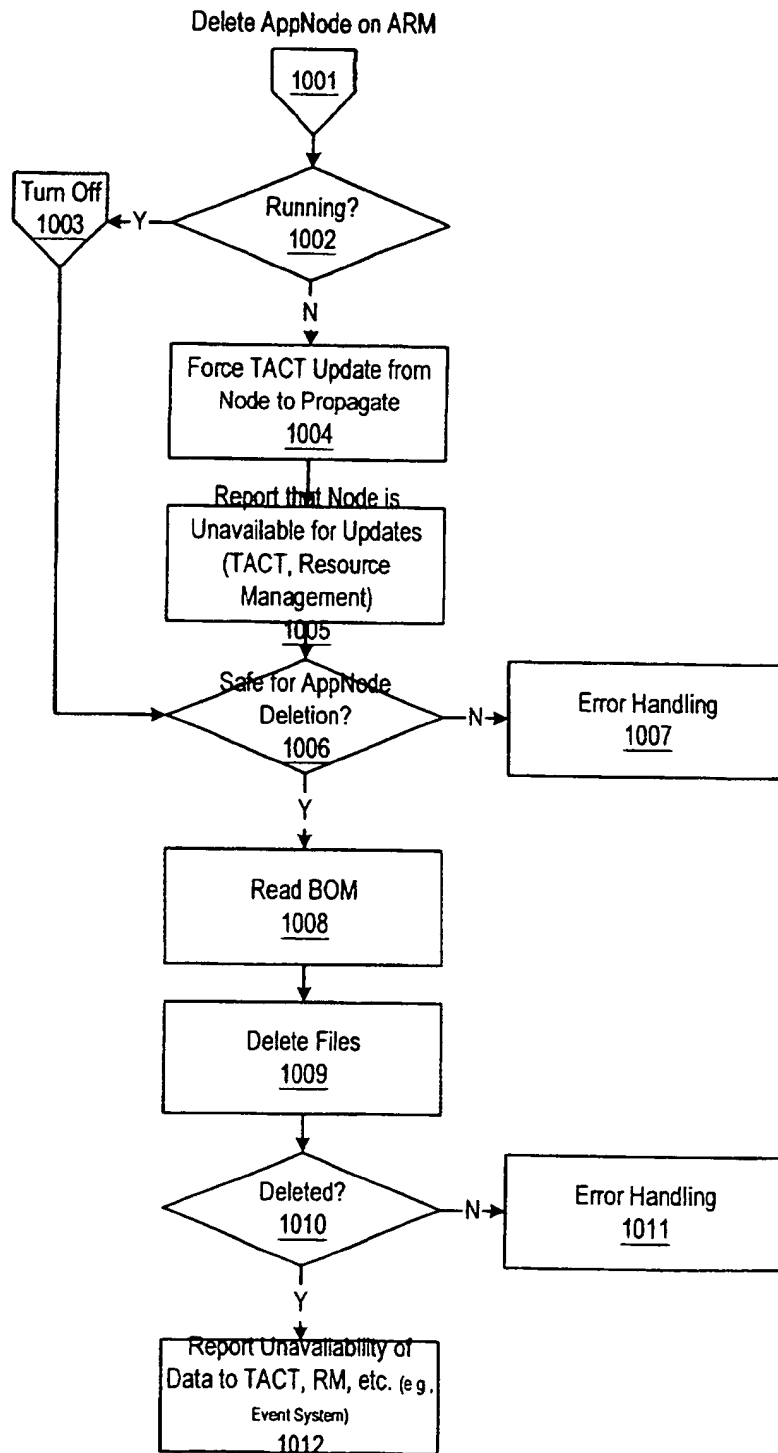 Delete AppNode on ARM
1001
Turn Off
1003
Y
Running?
1002
N
Force TACT Update from
Node to Propagate
1004
Report that Node is
Unavailable for Updates
(TACT, Resource
Management)
1005
Safe for AppNode
Deletion?
1006
N
Error Handling
1007
Y
Read BOM
1008
Delete Files
1009
Deleted?
1010
N
Error Handling
1011
Y
Report Unavailability of
Data to TACT, RM, etc. (e g ,
Event System)
1012